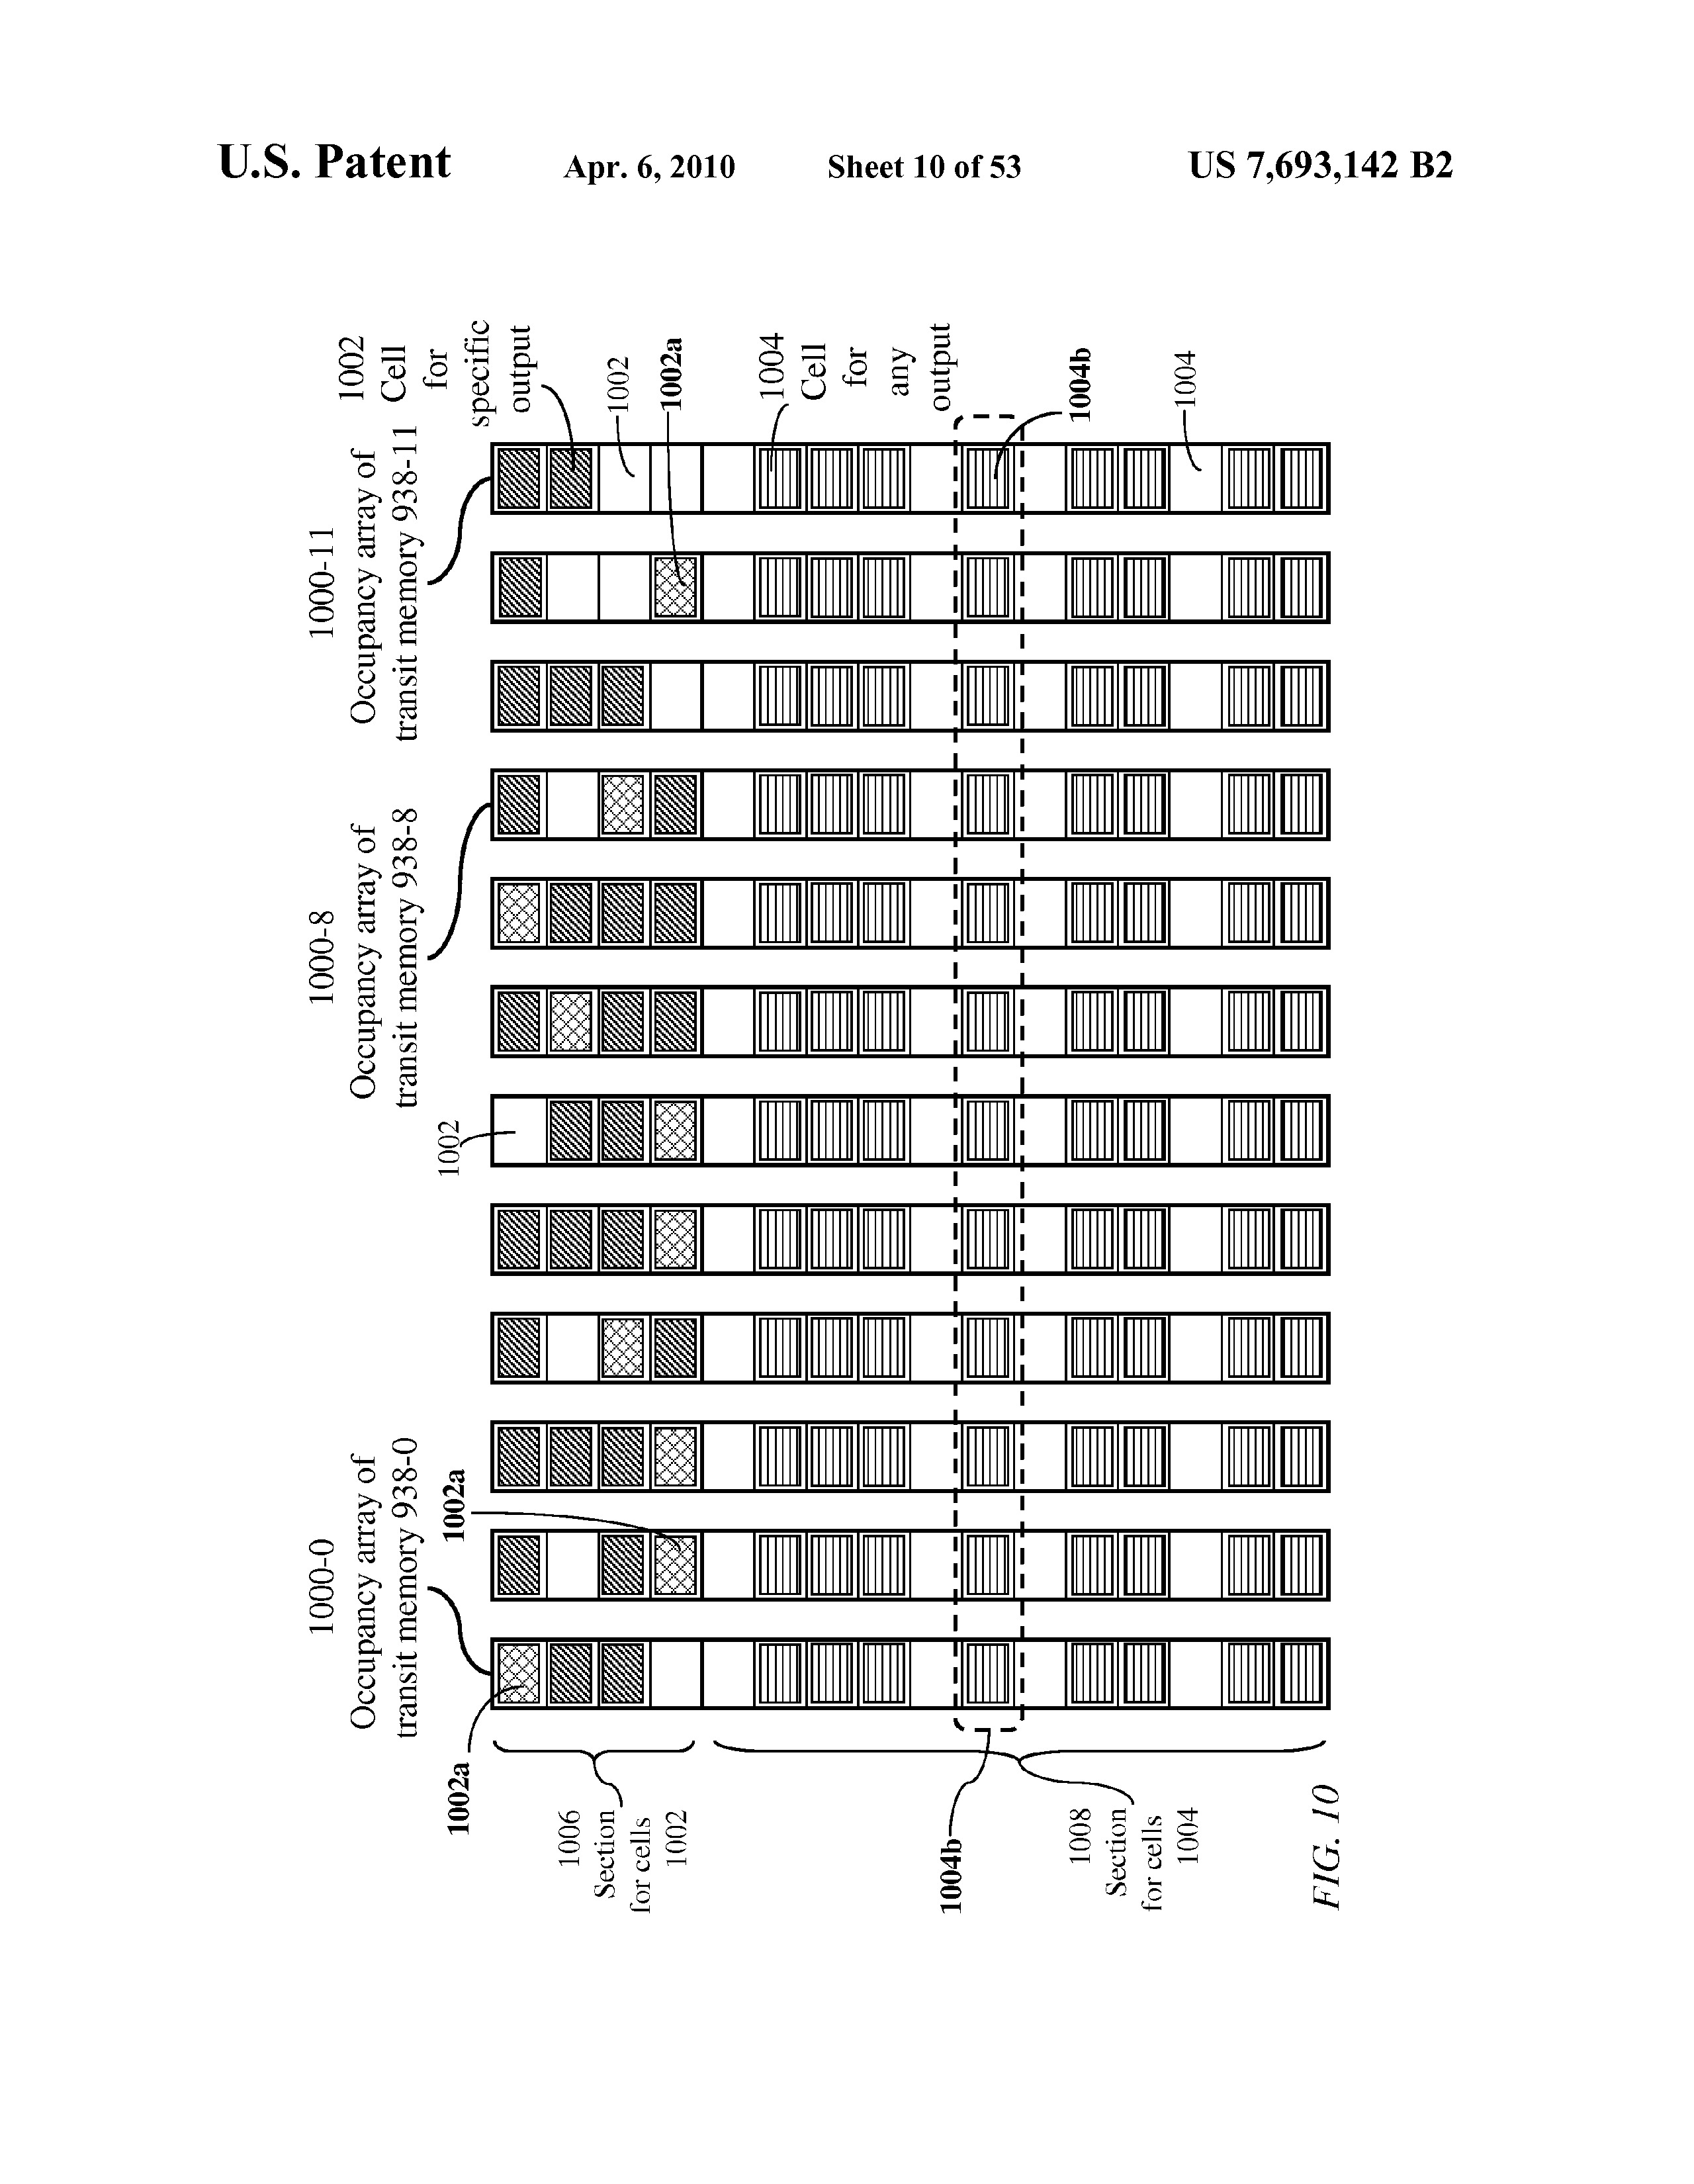 U.S. Patent Apr. 6, 2010 Sheet 10 of 53 US 7,693,142 B2
1000-0
Occupancy array of
transit memory 938-0
1000-8
Occupancy array of
transit memory 938-8
1000-11
Occupancy array of
transit memory 938-11
1002
Cell
for
specific
output
1002
1002a
1004
Cell
for
any
output
1004b
1004
1002a
1002a
1002
1006
Section
for cells
1002
1004b
1008
Section
for cells
1004
FIG. 10